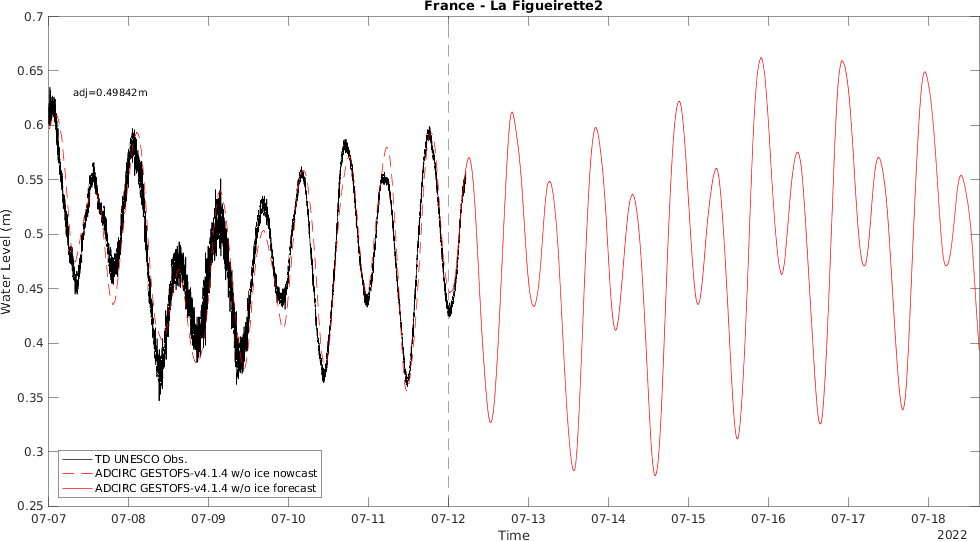 France - La Figueirette2
0.7
0.65
0.6
0.55
0.5
0.45
0.4
0.35
0.3
0.25
Water Level (m)
adj=0.49842m
TD UNESCO Obs.
ADCIRC GESTOFS-v4.1.4 w/o ice nowcast
ADCIRC GESTOFS-v4.1.4 w/o ice forecast
07-07 07-08 07-09 07-10 07-11 07-12 07-13 07-14 07-15 07-16 07-17 07-18
Time
2022